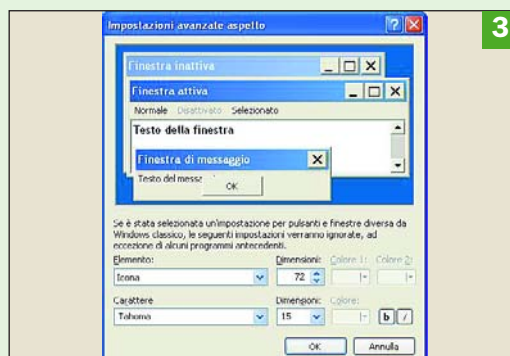 3
Impostazioni avanzate aspetto
Finestra inattiva
Finestra attiva
Normale Disattivato Selezionato
Testo della finestra
Finestra di messaggio
Testo del
OK
Se è stata selezionata un'impostazione per pulsanti e finestre diversa da
Windows classico, le seguenti impostazioni verranno ignorate, ad
eccezione di alcuni programmi antecedenti.
Elemento: Dimensioni: Colore 1: Colore 2:
Icona 72
Carattere Dimensioni: Colore:
Tahoma 15 b I
OK Annulla